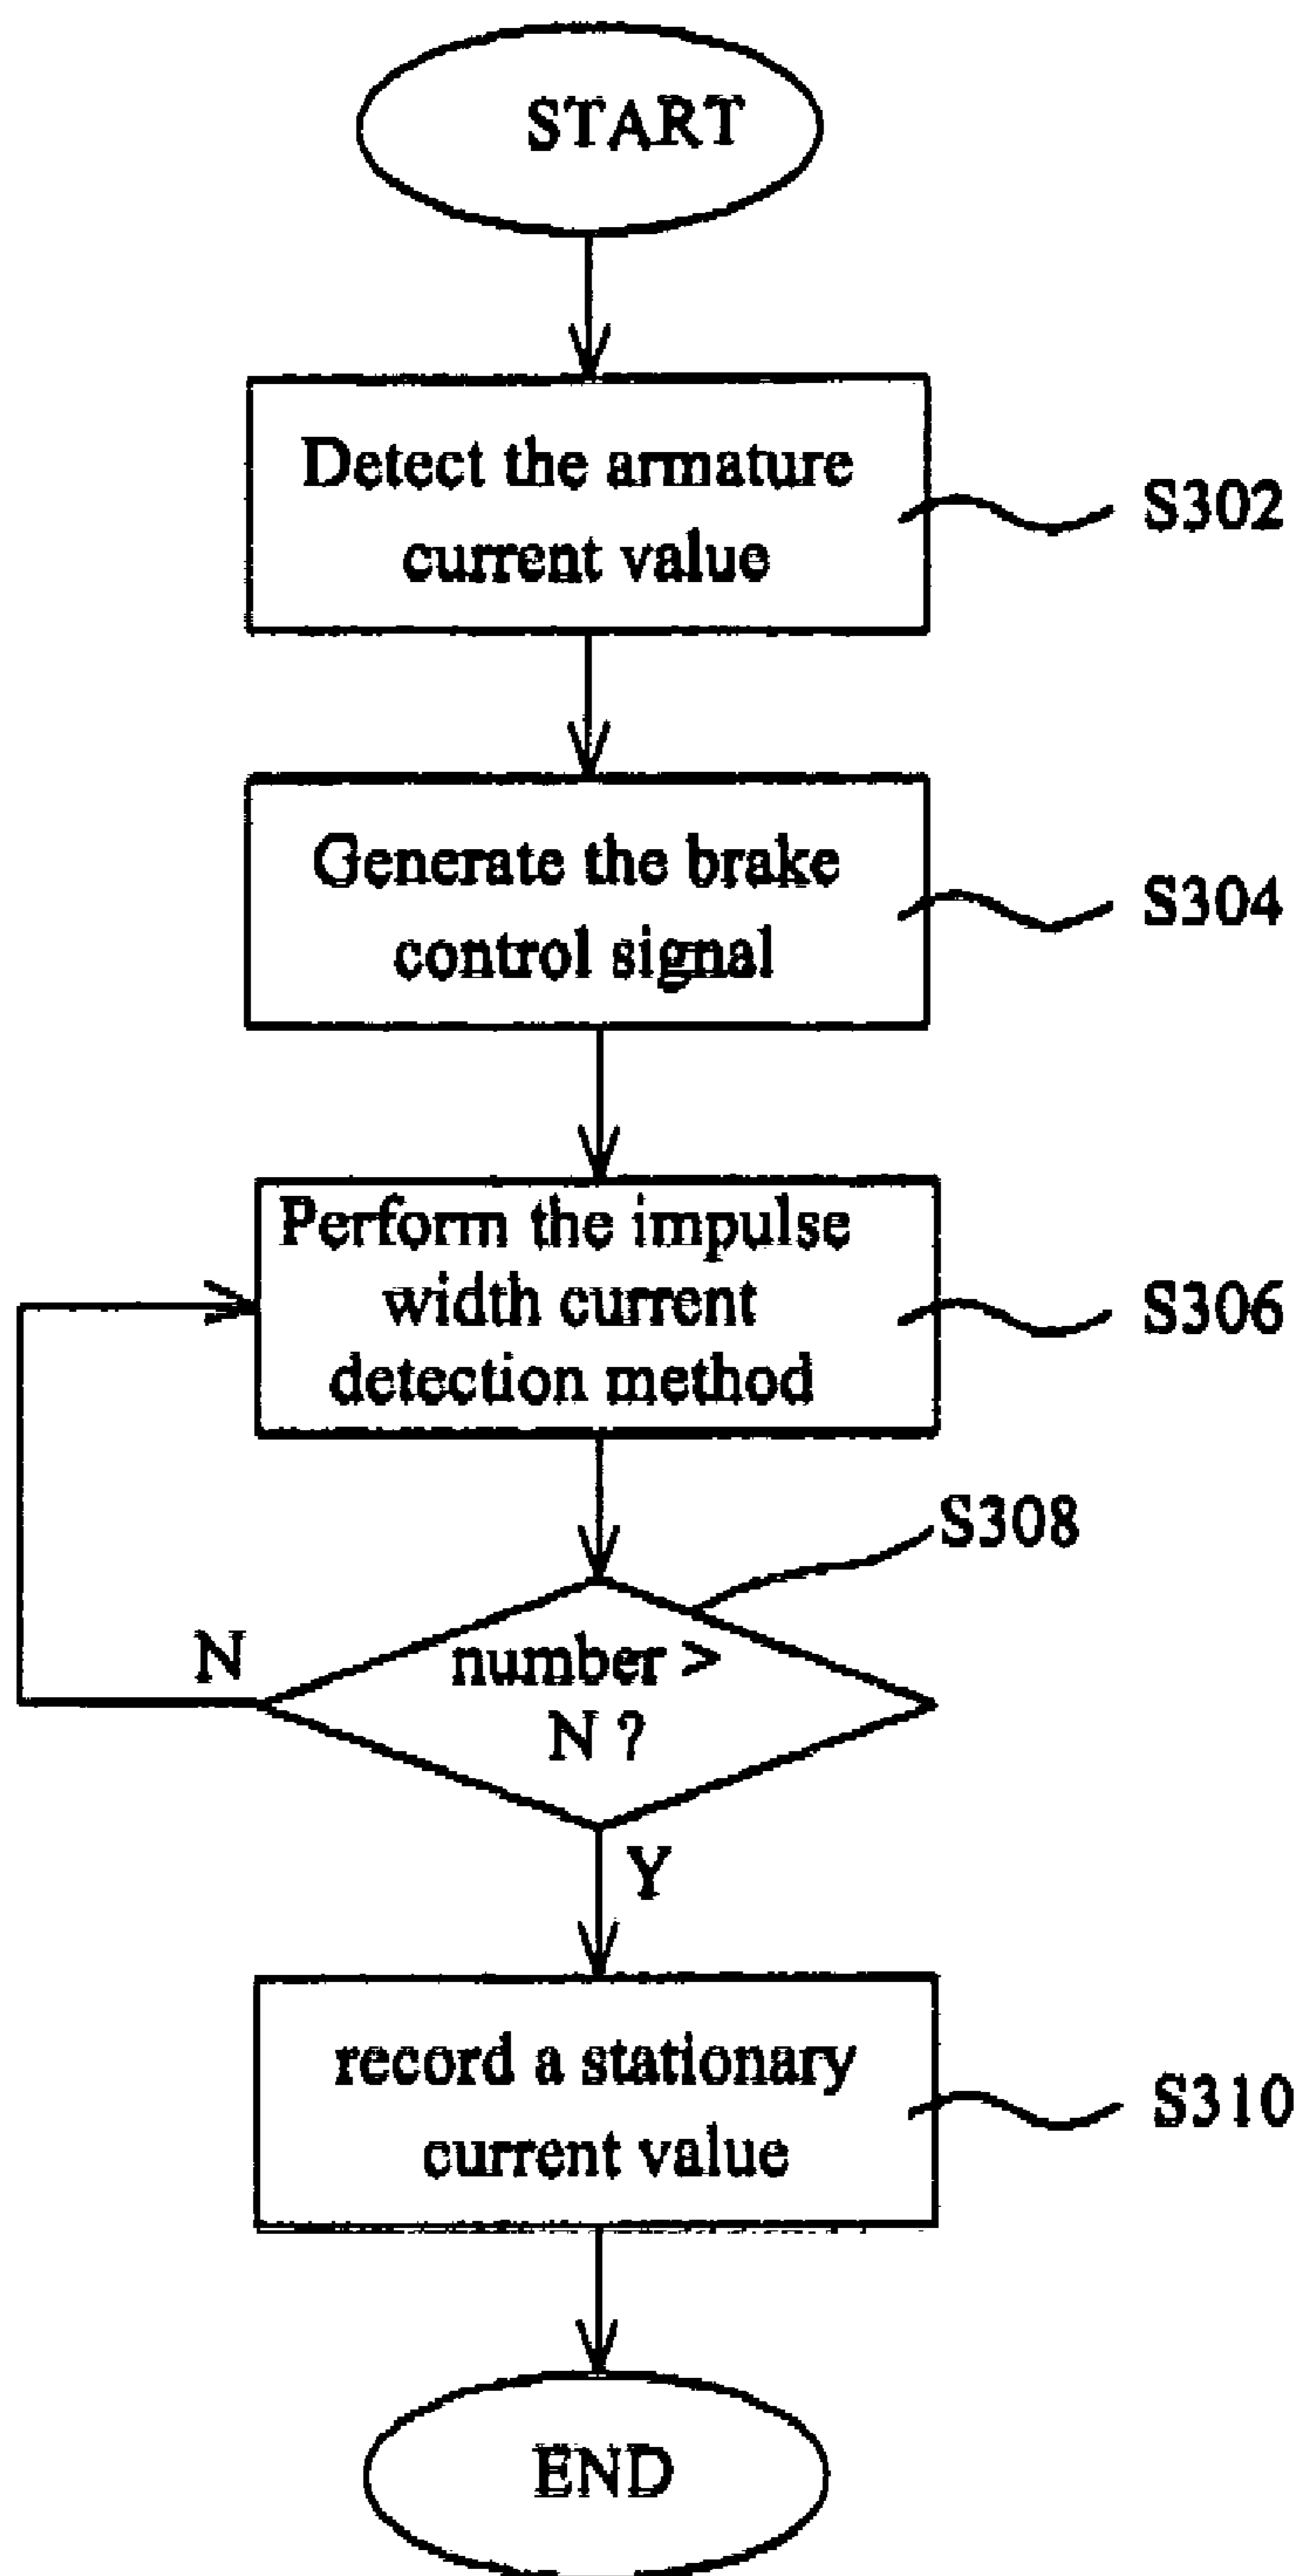 START
Detect the armature
current value
S302
Generate the brake
control signal
S304
Perform the impulse
width current
detection method
S306
S308
number >
N ?
N
Y
record a stationary
current value
S310
END